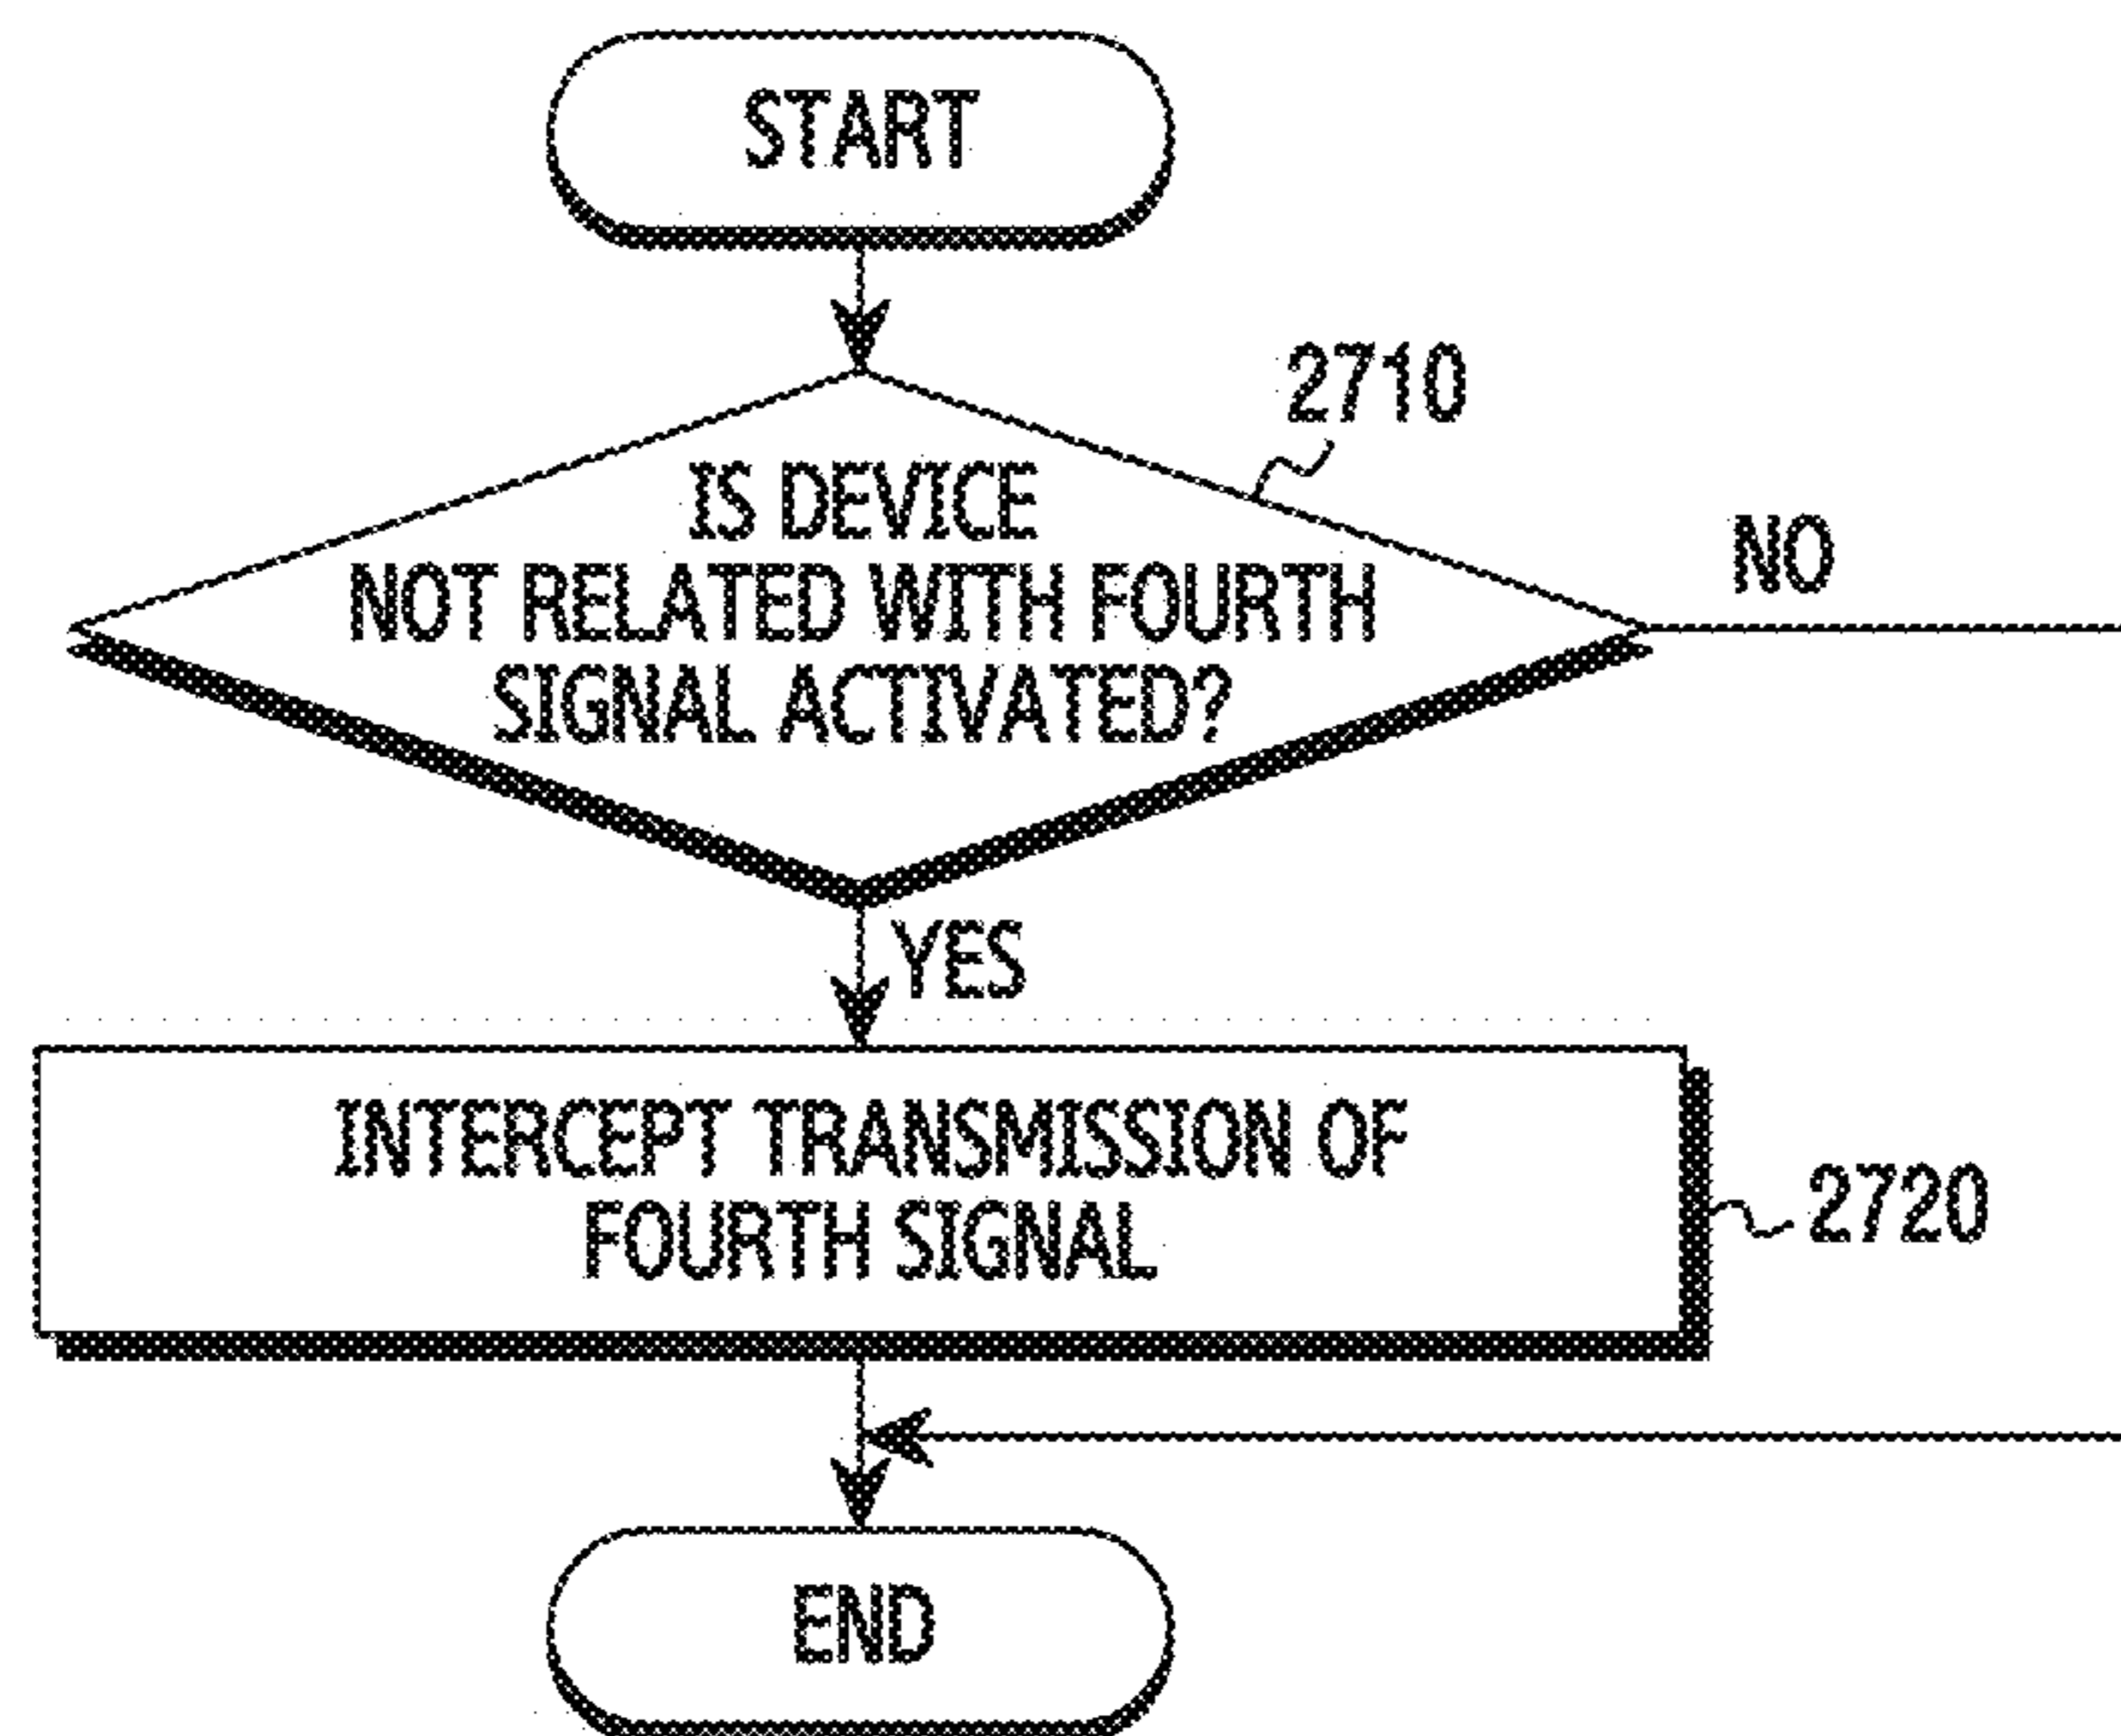 START
2710
IS DEVICE
NOT RELATED WITH FOURTH
SIGNAL ACTIVATED?
NO
YES
INTERCEPT TRANSMISSION OF
FOURTH SIGNAL
2720
END